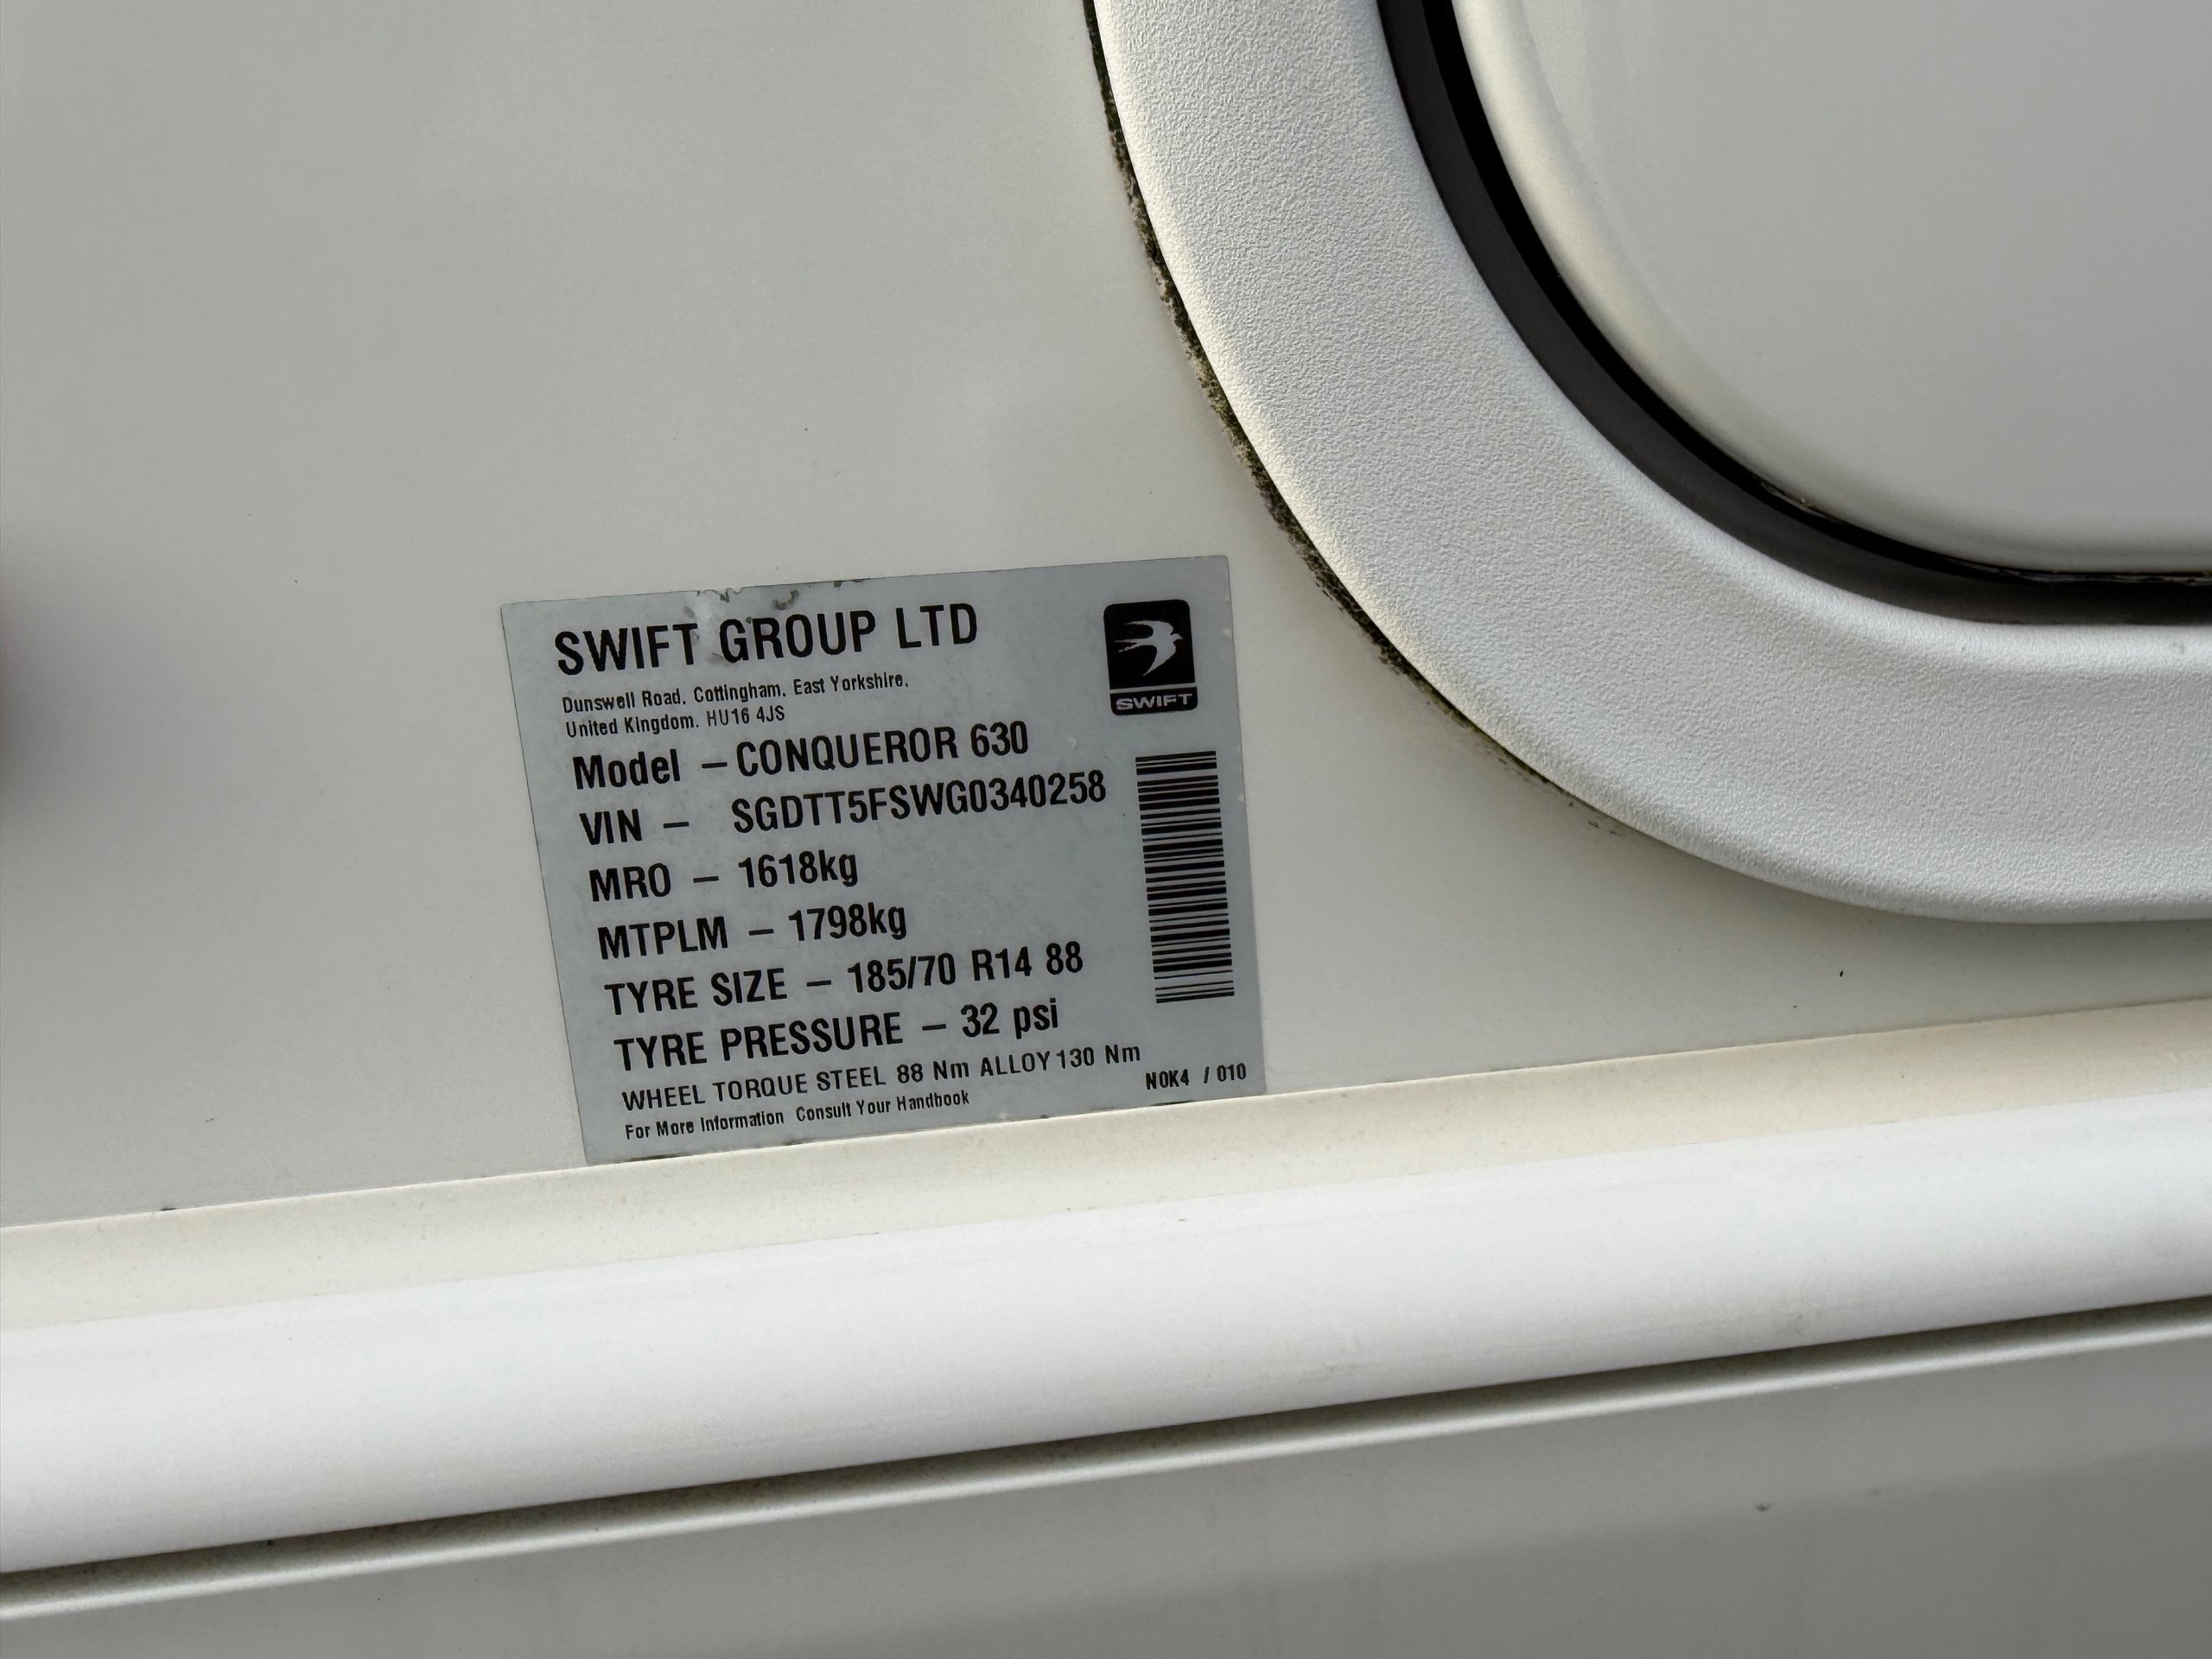 SWIFT GROUP LTD
Dunswell Road, Cottingham, East Yorkshire,
United Kingdom. HU16 4JS
SWIFT
Model – CONQUEROR 630
VIN – SGDTT5FSWG0340258
MRO – 1618kg
MTPLM – 1798kg
TYRE SIZE – 185/70 R14 88
TYRE PRESSURE – 32 psi
WHEEL TORQUE STEEL 88 Nm ALLOY 130 Nm
For More Information Consult Your Handbook
NOK4 / 010